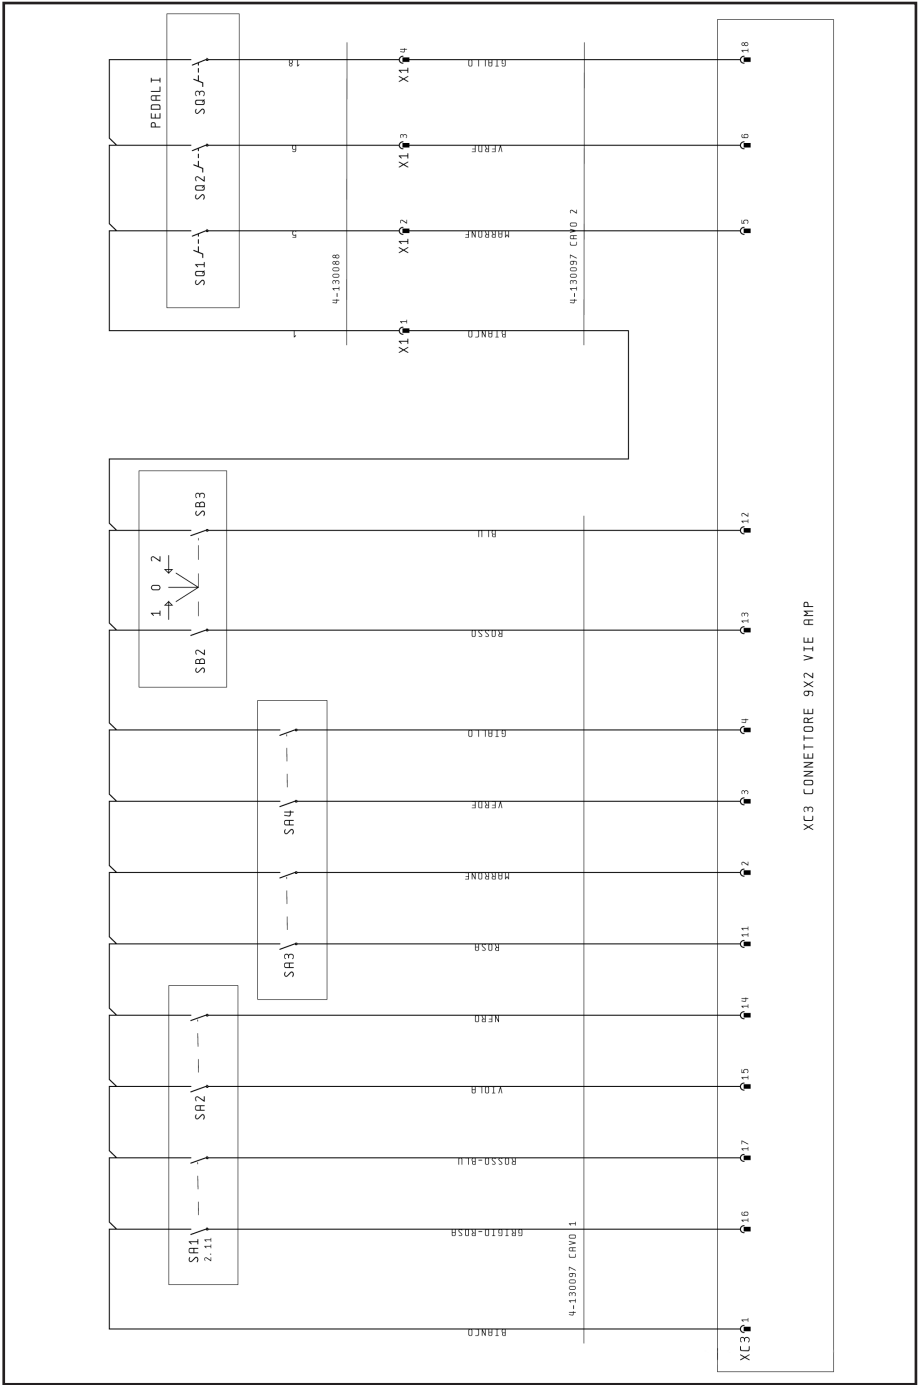 PEDALI
SQ3
18
X1
4
GIALLO
18
SQ2
6
X1
3
VERDE
6
SQ1
5
X1
2
MARRONE
5
4-130088
4-130097 CAVO 2
1
X1
1
BIANCO
SB3
1 0 2
SB2
BLU
12
ROSSO
13
GIALLO
4
SA4
VERDE
3
MARRONE
2
SA3
ROSA
11
NERO
14
SA2
VIOLA
15
ROSSO-BLU
17
SA1
2.11
GRIGIO-ROSA
16
4-130097 CAVO 1
BIANCO
XC3
1
XC3 CONNETTORE 9X2 VIE AMP